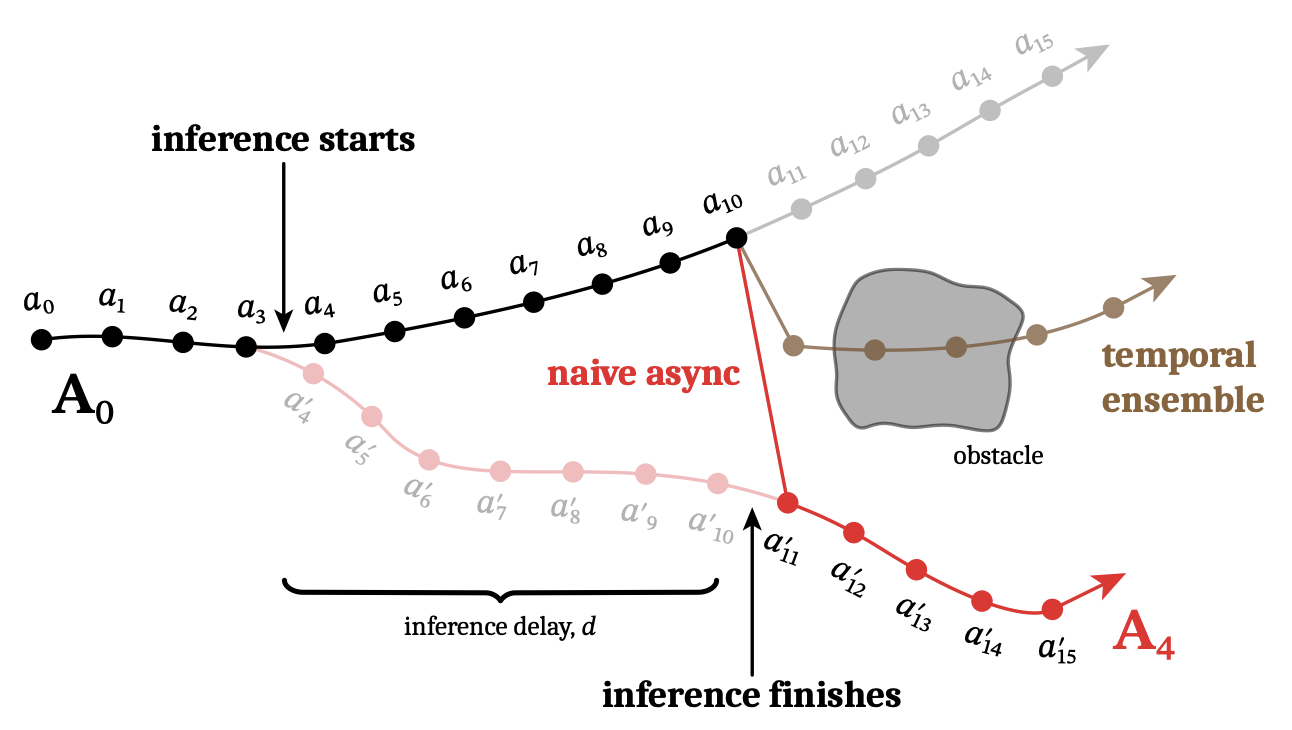 a₁₅
a₁₄
a₁₃
inference starts
a₁₂
a₁₁
a₁₀
a₉
a₈
a₇
a₆
a₅
a₀ a₁ a₂ a₃ a₄
A₀
naive async
temporal
ensemble
a′₄
a′₅
obstacle
a′₆ a′₇ a′₈ a′₉ a′₁₀
a′₁₁
a′₁₂
a′₁₃
inference delay, d
a′₁₄ a′₁₅
A₄
inference finishes